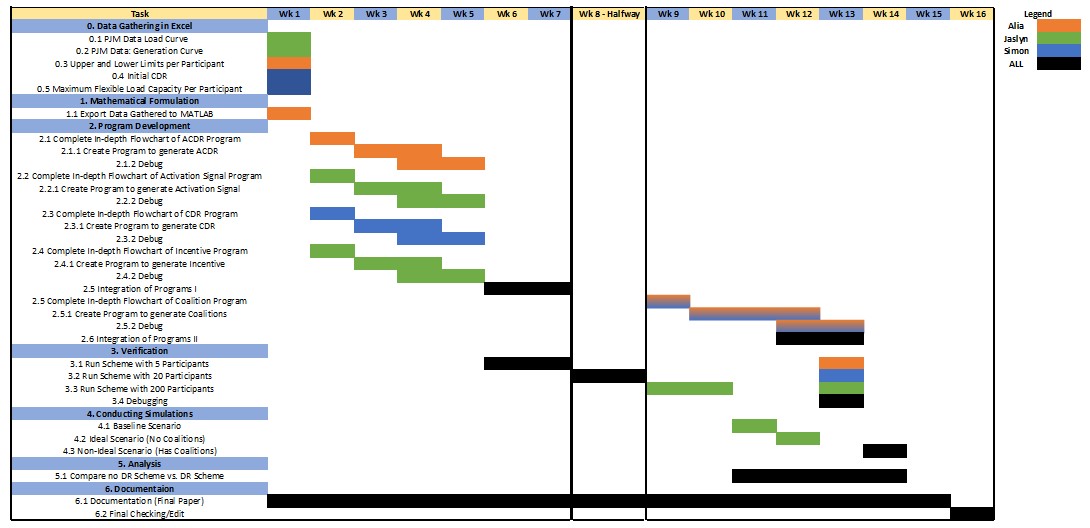 Task Wk 1 Wk 2 Wk 3 Wk 4 Wk 5 Wk 6 Wk 7 Wk 8 - Halfway Wk 9 Wk 10 Wk 11 Wk 12 Wk 13 Wk 14 Wk 15 Wk 16
Legend
Alia
Jaslyn
Simon
ALL
0. Data Gathering in Excel
0.1 PJM Data Load Curve
0.2 PJM Data: Generation Curve
0.3 Upper and Lower Limits per Participant
0.4 Initial CDR
0.5 Maximum Flexible Load Capacity Per Participant
1. Mathematical Formulation
1.1 Export Data Gathered to MATLAB
2. Program Development
2.1 Complete In-depth Flowchart of ACDR Program
2.1.1 Create Program to generate ACDR
2.1.2 Debug
2.2 Complete In-depth Flowchart of Activation Signal Program
2.2.1 Create Program to generate Activation Signal
2.2.2 Debug
2.3 Complete In-depth Flowchart of CDR Program
2.3.1 Create Program to generate CDR
2.3.2 Debug
2.4 Complete In-depth Flowchart of Incentive Program
2.4.1 Create Program to generate Incentive
2.4.2 Debug
2.5 Integration of Programs I
2.5 Complete In-depth Flowchart of Coalition Program
2.5.1 Create Program to generate Coalitions
2.5.2 Debug
2.6 Integration of Programs II
3. Verification
3.1 Run Scheme with 5 Participants
3.2 Run Scheme with 20 Participants
3.3 Run Scheme with 200 Participants
3.4 Debugging
4. Conducting Simulations
4.1 Baseline Scenario
4.2 Ideal Scenario (No Coalitions)
4.3 Non-Ideal Scenario (Has Coalitions)
5. Analysis
5.1 Compare no DR Scheme vs. DR Scheme
6. Documentaion
6.1 Documentation (Final Paper)
6.2 Final Checking/Edit